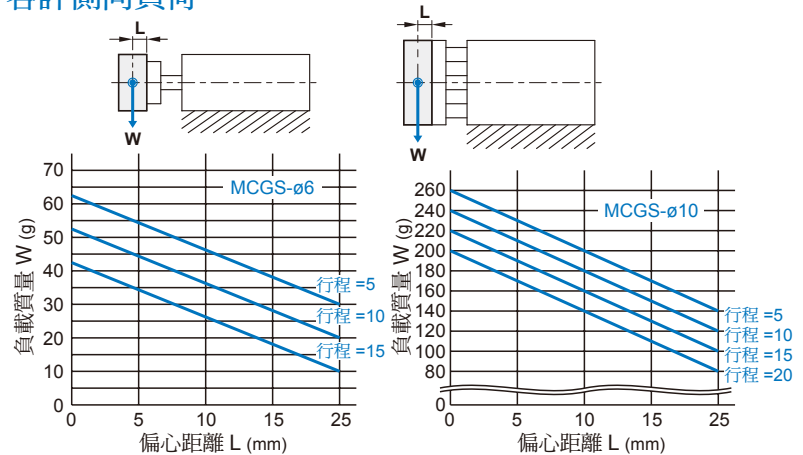 容許側向負荷
L
W
L
W
MCGS-ø6
負載質量 W (g)
70
60
50
40
30
20
10
0
行程 =5
行程 =10
行程 =15
0 5 10 15 25
偏心距離 L (mm)
MCGS-ø10
負載質量 W (g)
260
240
220
200
180
160
140
120
100
80
0
行程 =5
行程 =10
行程 =15
行程 =20
0 5 10 15 25
偏心距離 L (mm)